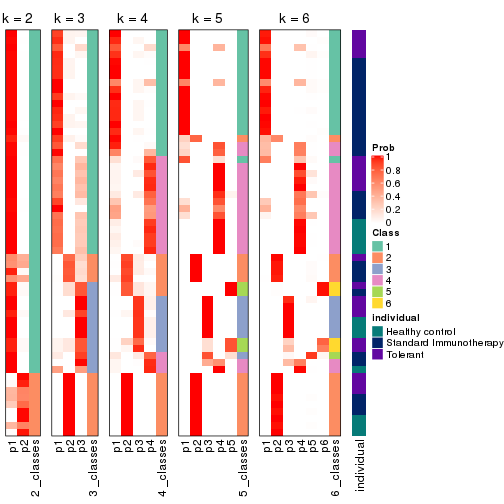 k = 2 k = 3 k = 4 k = 5 k = 6
Prob
1
0.8
0.6
0.4
0.2
0
Class
1
2
3
4
5
6
individual
Healthy control
Standard Immunotherapy
Tolerant
p1 p2 2_classes p1 p2 p3 3_classes p1 p2 p3 p4 4_classes p1 p2 p3 p4 p5 5_classes p1 p2 p3 p4 p5 p6 6_classes individual